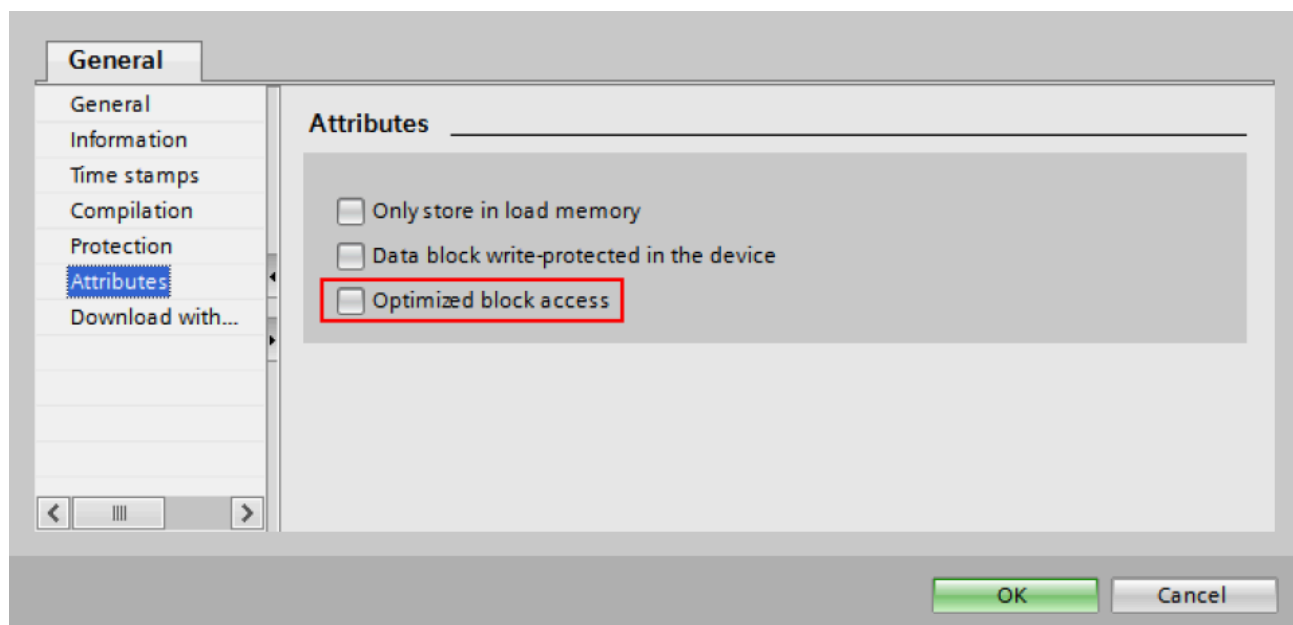 General
General
Information
Time stamps
Compilation
Protection
Attributes
Download with...
Attributes
Only store in load memory
Data block write-protected in the device
Optimized block access
OK
Cancel